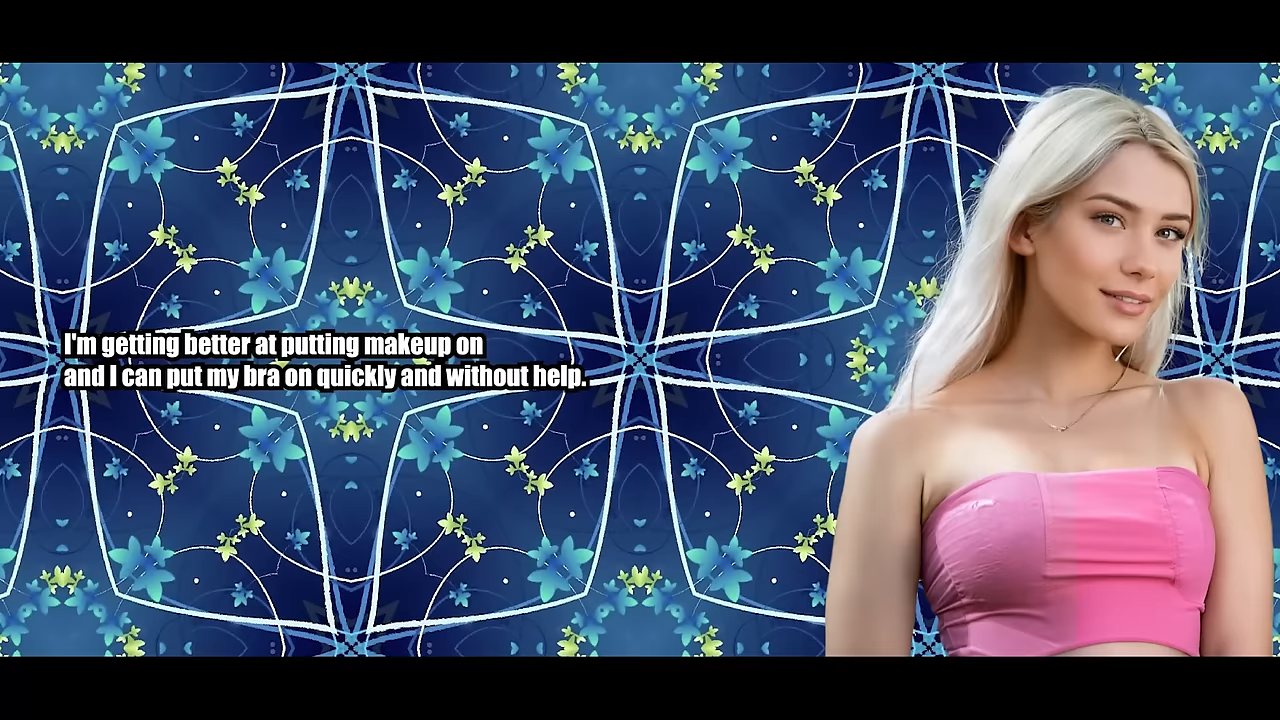 I'm getting better at putting makeup on
and I can put my bra on quickly and without help.